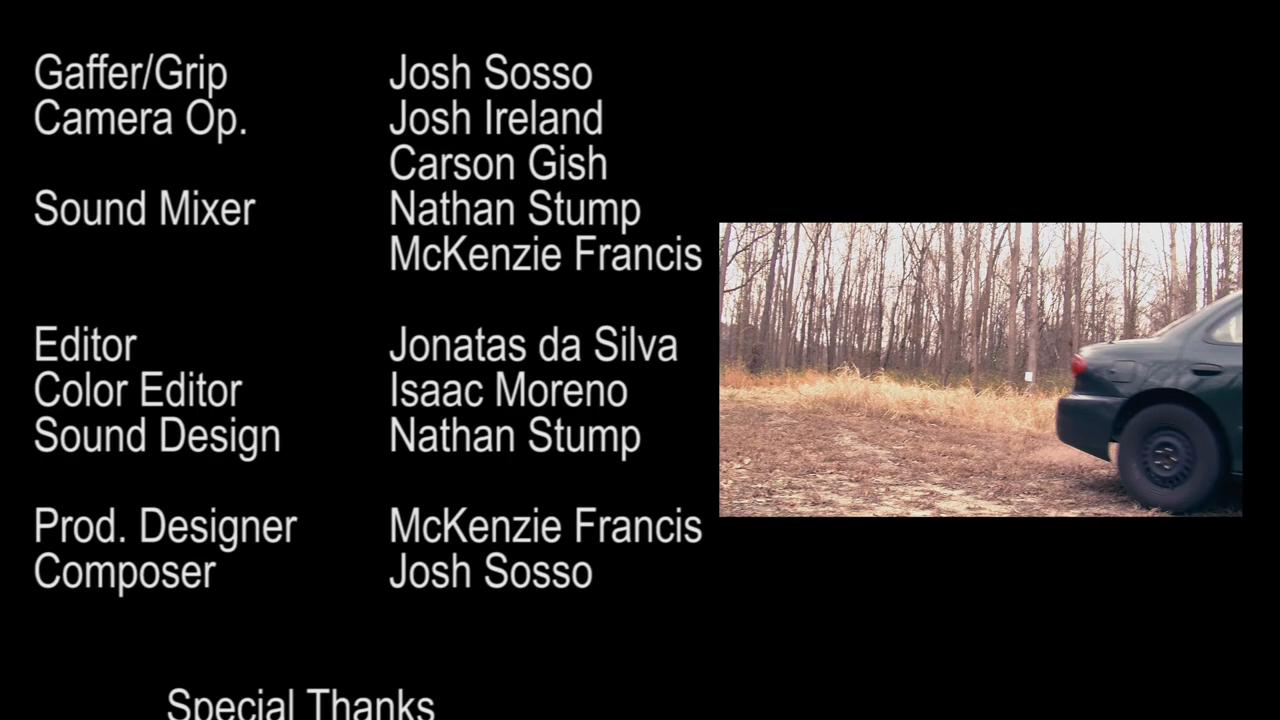 Gaffer/Grip Josh Sosso
Camera Op. Josh Ireland
Carson Gish
Sound Mixer Nathan Stump
McKenzie Francis
Editor Jonatas da Silva
Color Editor Isaac Moreno
Sound Design Nathan Stump
Prod. Designer McKenzie Francis
Composer Josh Sosso
Special Thanks